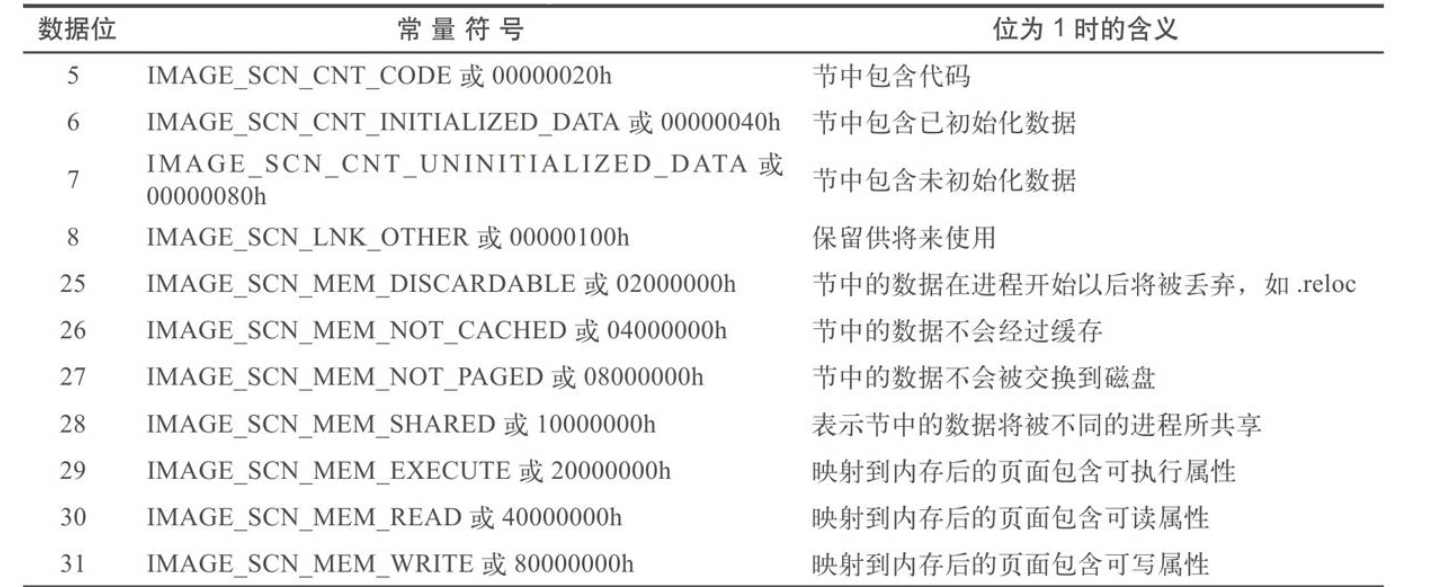 数据位 常量符号 位为 1 时的含义
5 IMAGE_SCN_CNT_CODE 或 00000020h 节中包含代码
6 IMAGE_SCN_CNT_INITIALIZED_DATA 或 00000040h 节中包含已初始化数据
7 IMAGE_SCN_CNT_UNINITIALIZED_DATA 或
00000080h 节中包含未初始化数据
8 IMAGE_SCN_LNK_OTHER 或 00000100h 保留供将来使用
25 IMAGE_SCN_MEM_DISCARDABLE 或 02000000h 节中的数据在进程开始以后将被丢弃，如 .reloc
26 IMAGE_SCN_MEM_NOT_CACHED 或 04000000h 节中的数据不会经过缓存
27 IMAGE_SCN_MEM_NOT_PAGED 或 08000000h 节中的数据不会被交换到磁盘
28 IMAGE_SCN_MEM_SHARED 或 10000000h 表示节中的数据将被不同的进程所共享
29 IMAGE_SCN_MEM_EXECUTE 或 20000000h 映射到内存后的页面包含可执行属性
30 IMAGE_SCN_MEM_READ 或 40000000h 映射到内存后的页面包含可读属性
31 IMAGE_SCN_MEM_WRITE 或 80000000h 映射到内存后的页面包含可写属性